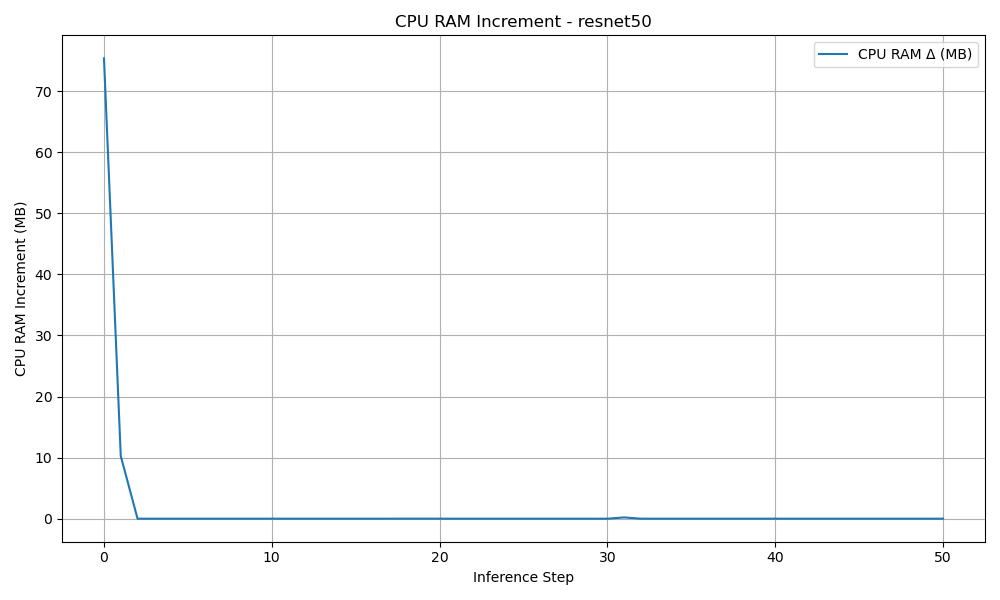 CPU RAM Increment - resnet50
CPU RAM Δ (MB)
CPU RAM Increment (MB)
70
60
50
40
30
20
10
0
0 10 20 30 40 50
Inference Step